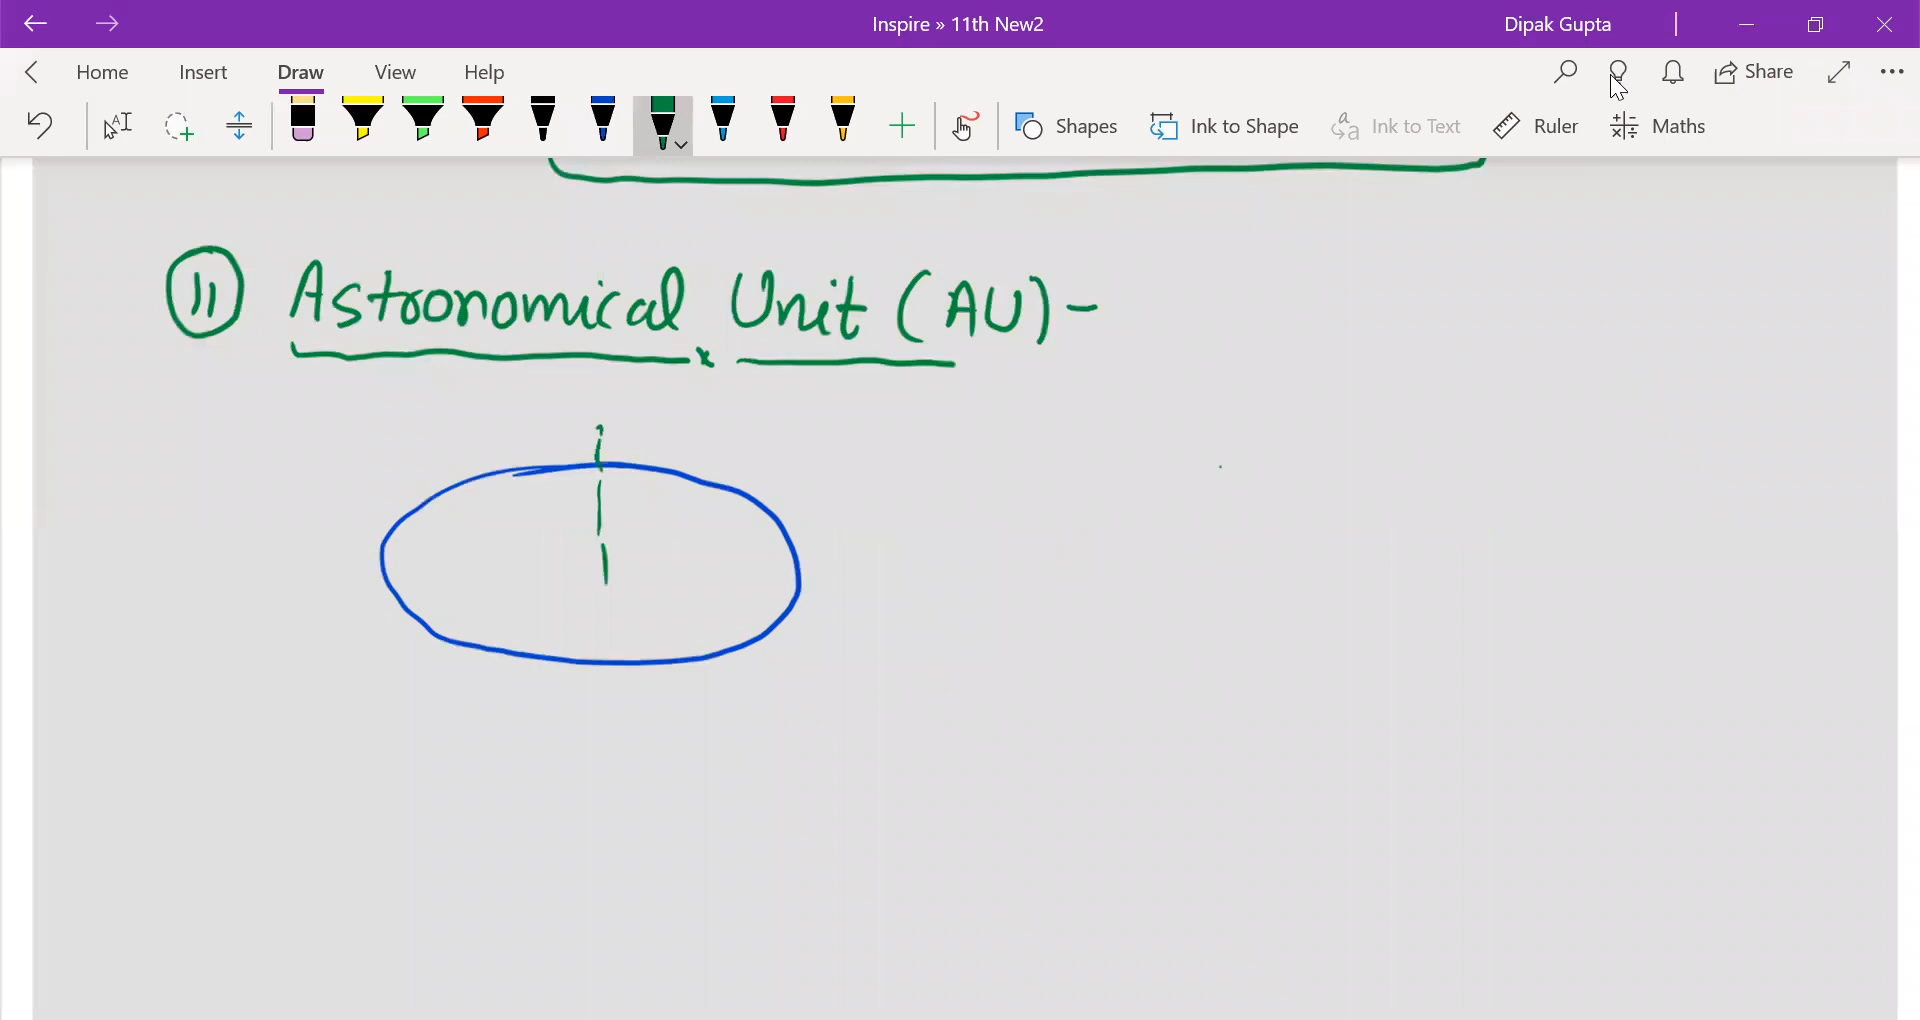 Inspire » 11th New2
Dipak Gupta
Home Insert Draw View Help
Share
Shapes Ink to Shape Ink to Text Ruler Maths
11 Astronomical Unit (AU) -